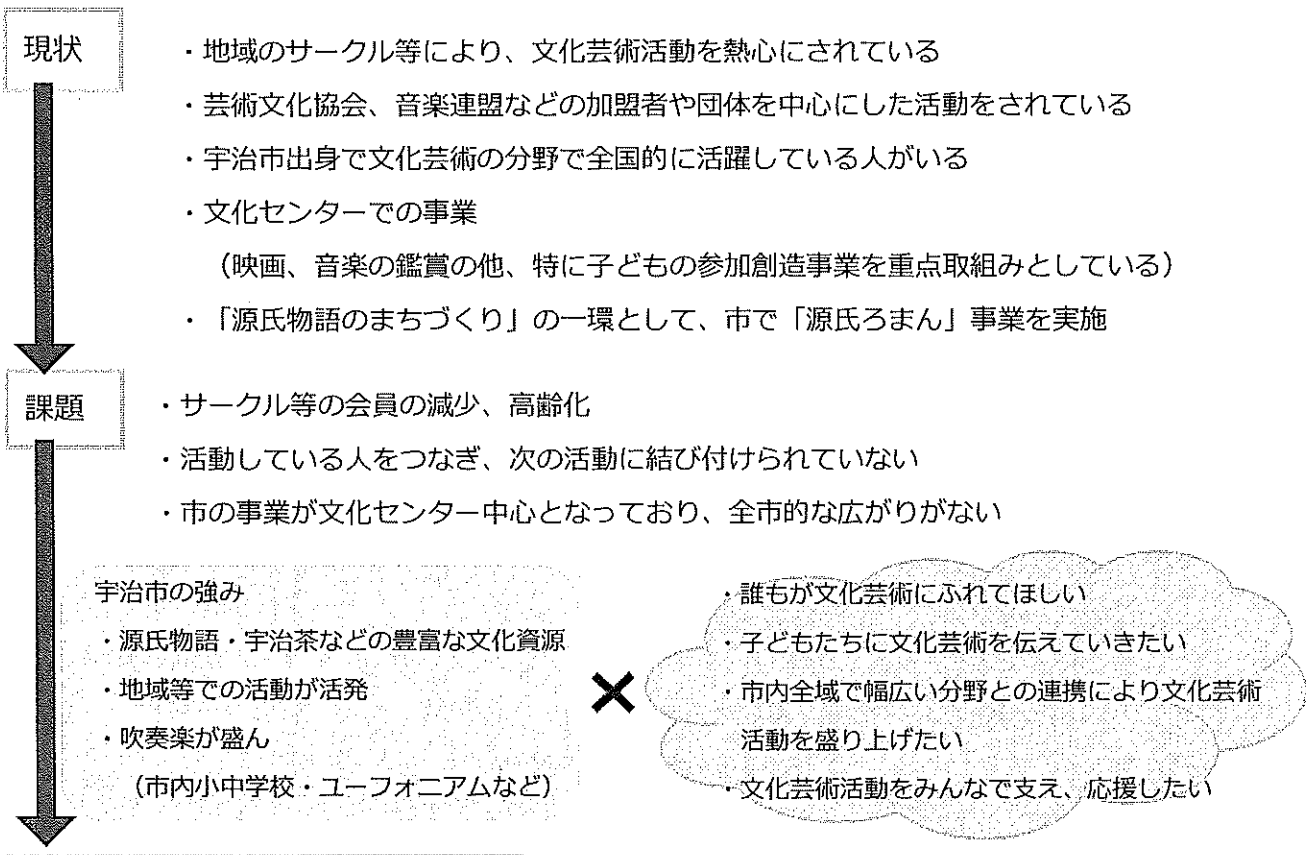 現状
・地域のサークル等により、文化芸術活動を熱心にされている
・芸術文化協会、音楽連盟などの加盟者や団体を中心にした活動をされている
・宇治市出身で文化芸術の分野で全国的に活躍している人がいる
・文化センターでの事業
（映画、音楽の鑑賞の他、特に子どもの参加創造事業を重点取組みとしている）
・「源氏物語のまちづくり」の一環として、市で「源氏ろまん」事業を実施
課題
・サークル等の会員の減少、高齢化
・活動している人をつなぎ、次の活動に結び付けられていない
・市の事業が文化センター中心となっており、全市的な広がりがない
宇治市の強み
・源氏物語・宇治茶などの豊富な文化資源
・地域等での活動が活発
・吹奏楽が盛ん
（市内小中学校・ユーフォニアムなど）
×
・誰もが文化芸術にふれてほしい
・子どもたちに文化芸術を伝えていきたい
・市内全域で幅広い分野との連携により文化芸術
活動を盛り上げたい
・文化芸術活動をみんなで支え、応援したい